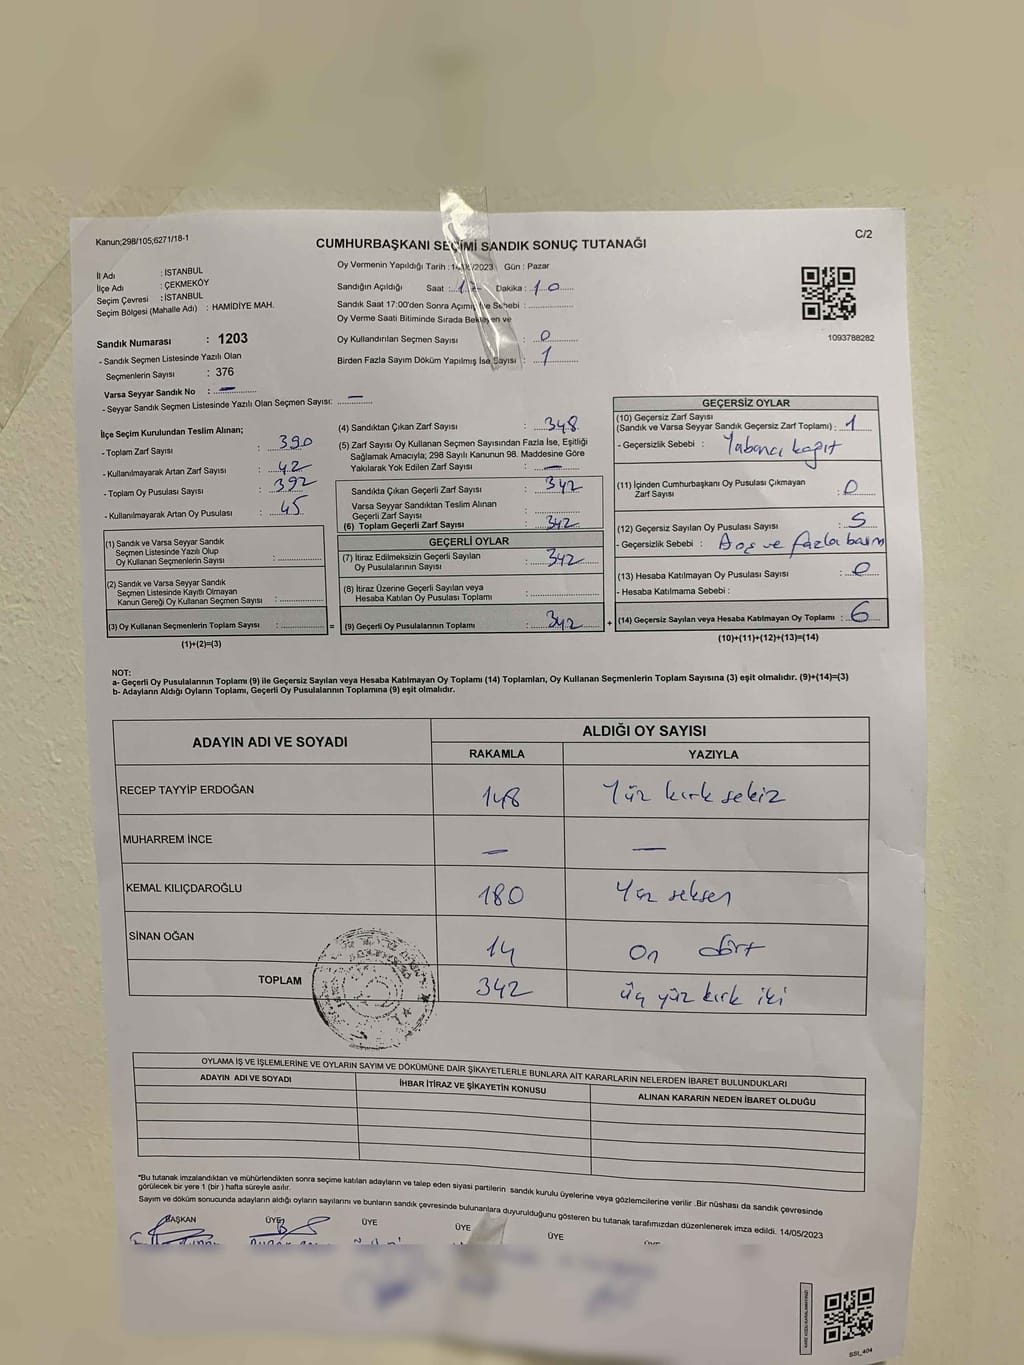 Kanun;298/105;6271/18-1
C/2
CUMHURBAŞKANI SEÇİMİ SANDIK SONUÇ TUTANAĞI
İl Adı : İSTANBUL
İlçe Adı : ÇEKMEKÖY
Seçim Çevresi : İSTANBUL
Seçim Bölgesi (Mahalle Adı) : HAMİDİYE MAH.
Sandık Numarası : 1203
- Sandık Seçmen Listesinde Yazılı Olan
Seçmenlerin Sayısı : 376
Varsa Seyyar Sandık No : —
- Seyyar Sandık Seçmen Listesinde Yazılı Olan Seçmen Sayısı: —
Oy Vermenin Yapıldığı Tarih : 2023 Gün : Pazar
Sandığın Açıldığı Saat : 17 Dakika : 10
Sandık Saat 17:00'den Sonra Açılmış İse Sebebi :
Oy Verme Saati Bitiminde Sırada Bekleyen ve
Oy Kullandırılan Seçmen Sayısı : 0
Birden Fazla Sayım Döküm Yapılmış İse Sayısı : 1
1093788282
İlçe Seçim Kurulundan Teslim Alınan;
- Toplam Zarf Sayısı : 390
- Kullanılmayarak Artan Zarf Sayısı : 42
- Toplam Oy Pusulası Sayısı : 392
- Kullanılmayarak Artan Oy Pusulası : 45
(1) Sandık ve Varsa Seyyar Sandık
Seçmen Listesinde Yazılı Olup
Oy Kullanan Seçmenlerin Sayısı :
(2) Sandık ve Varsa Seyyar Sandık
Seçmen Listesinde Kayıtlı Olmayan
Kanun Gereği Oy Kullanan Seçmen Sayısı :
(3) Oy Kullanan Seçmenlerin Toplam Sayısı : =
(1)+(2)=(3)
(4) Sandıktan Çıkan Zarf Sayısı : 348
(5) Zarf Sayısı Oy Kullanan Seçmen Sayısından Fazla İse, Eşitliği
Sağlamak Amacıyla; 298 Sayılı Kanunun 98. Maddesine Göre
Yakılarak Yok Edilen Zarf Sayısı : —
Sandıkta Çıkan Geçerli Zarf Sayısı : 342
Varsa Seyyar Sandıktan Teslim Alınan
Geçerli Zarf Sayısı :
(6) Toplam Geçerli Zarf Sayısı : 342
GEÇERLİ OYLAR
(7) İtiraz Edilmeksizin Geçerli Sayılan
Oy Pusulalarının Sayısı : 342
(8) İtiraz Üzerine Geçerli Sayılan veya
Hesaba Katılan Oy Pusulası Toplamı :
(9) Geçerli Oy Pusulalarının Toplamı : 342 +
GEÇERSİZ OYLAR
(10) Geçersiz Zarf Sayısı
(Sandık ve Varsa Seyyar Sandık Geçersiz Zarf Toplamı) : 1
- Geçersizlik Sebebi : Yabancı kağıt
(11) İçinden Cumhurbaşkanı Oy Pusulası Çıkmayan
Zarf Sayısı : 0
(12) Geçersiz Sayılan Oy Pusulası Sayısı : 5
- Geçersizlik Sebebi : Boş ve fazla basım
(13) Hesaba Katılmayan Oy Pusulası Sayısı : 0
- Hesaba Katılmama Sebebi :
(14) Geçersiz Sayılan veya Hesaba Katılmayan Oy Toplamı : 6
(10)+(11)+(12)+(13)=(14)
NOT:
a- Geçerli Oy Pusulalarının Toplamı (9) ile Geçersiz Sayılan veya Hesaba Katılmayan Oy Toplamı (14) Toplamları, Oy Kullanan Seçmenlerin Toplam Sayısına (3) eşit olmalıdır. (9)+(14)=(3)
b- Adayların Aldığı Oyların Toplamı, Geçerli Oy Pusulalarının Toplamına (9) eşit olmalıdır.
ADAYIN ADI VE SOYADI
ALDIĞI OY SAYISI
RAKAMLA YAZIYLA
RECEP TAYYİP ERDOĞAN 148 Yüz kırk sekiz
MUHARREM İNCE — —
KEMAL KILIÇDAROĞLU 180 Yüz seksen
SİNAN OĞAN 14 On dört
TOPLAM 342 üç yüz kırk iki
OYLAMA İŞ VE İŞLEMLERİNE VE OYLARIN SAYIM VE DÖKÜMÜNE DAİR ŞİKAYETLERLE BUNLARA AİT KARARLARIN NELERDEN İBARET BULUNDUKLARI
ADAYIN ADI VE SOYADI İHBAR İTİRAZ VE ŞİKAYETİN KONUSU ALINAN KARARIN NEDEN İBARET OLDUĞU
*Bu tutanak imzalandıktan ve mühürlendikten sonra seçime katılan adayların ve talep eden siyasi partilerin sandık kurulu üyelerine veya gözlemcilerine verilir .Bir nüshası da sandık çevresinde
görülecek bir yere 1 (bir ) hafta süreyle asılır.
Sayım ve döküm sonucunda adayların aldığı oyların sayılarını ve bunların sandık çevresinde bulunanlara duyurulduğunu gösteren bu tutanak tarafımızdan düzenlenerek imza edildi. 14/05/2023
BAŞKAN ÜYE ÜYE ÜYE ÜYE ÜYE
SSİ_404